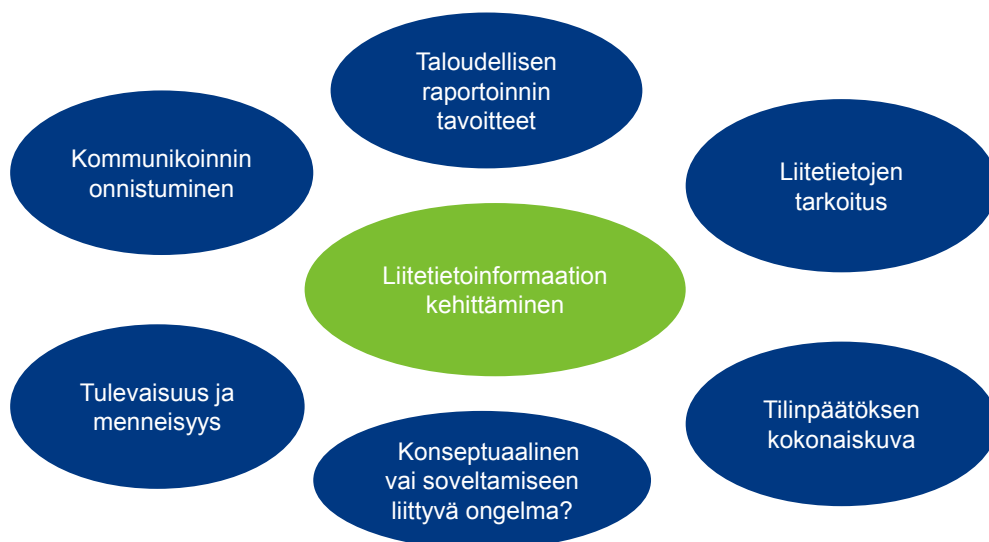 Taloudellisen
raportoinnin
tavoitteet
Kommunikoinnin
onnistuminen
Liitetietojen
tarkoitus
Liitetietoinformaation
kehittäminen
Tulevaisuus ja
menneisyys
Tilinpäätöksen
kokonaiskuva
Konseptuaalinen
vai soveltamiseen
liittyvä ongelma?